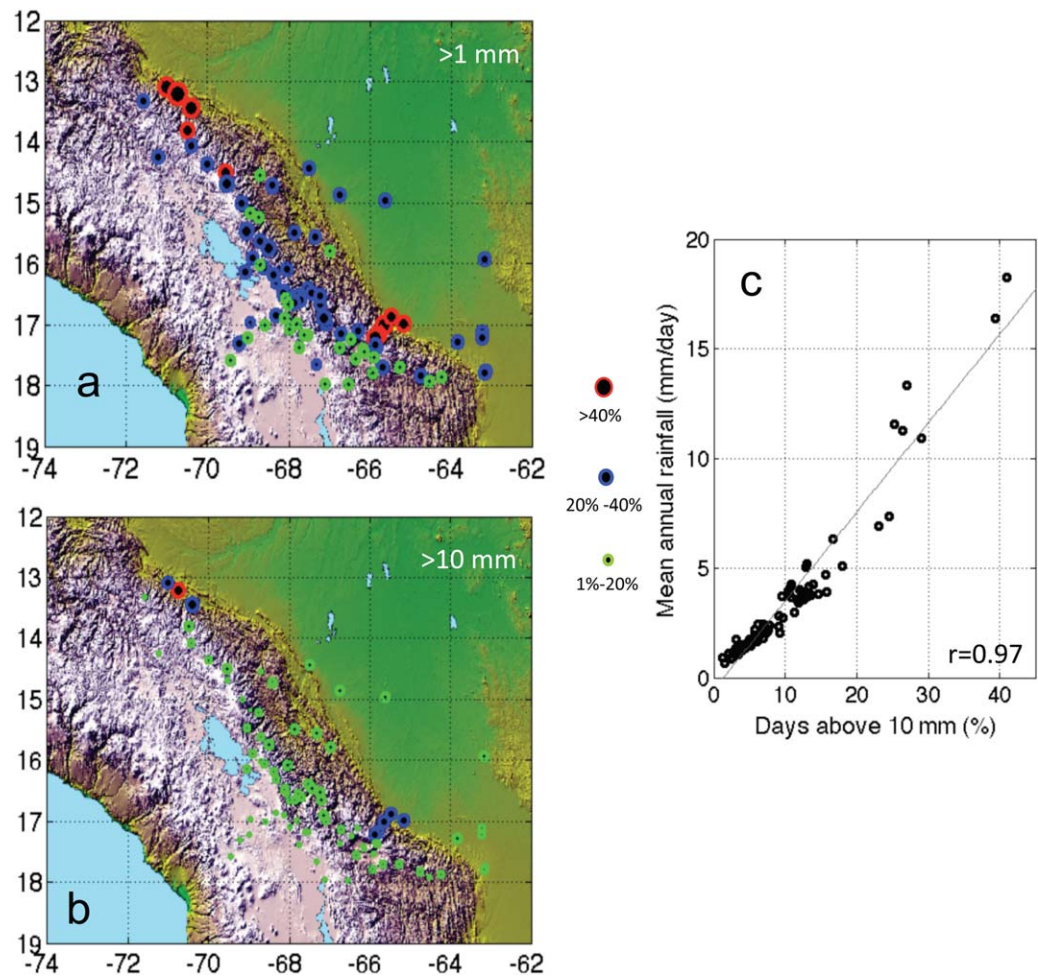 12
13
14
15
16
17
18
19
-74 -72 -70 -68 -66 -64 -62
>1 mm
a
12
13
14
15
16
17
18
19
-74 -72 -70 -68 -66 -64 -62
>10 mm
b
>40%
20% -40%
1%-20%
20
15
10
5
0
0 10 20 30 40
Mean annual rainfall (mm/day)
Days above 10 mm (%)
c
r=0.97